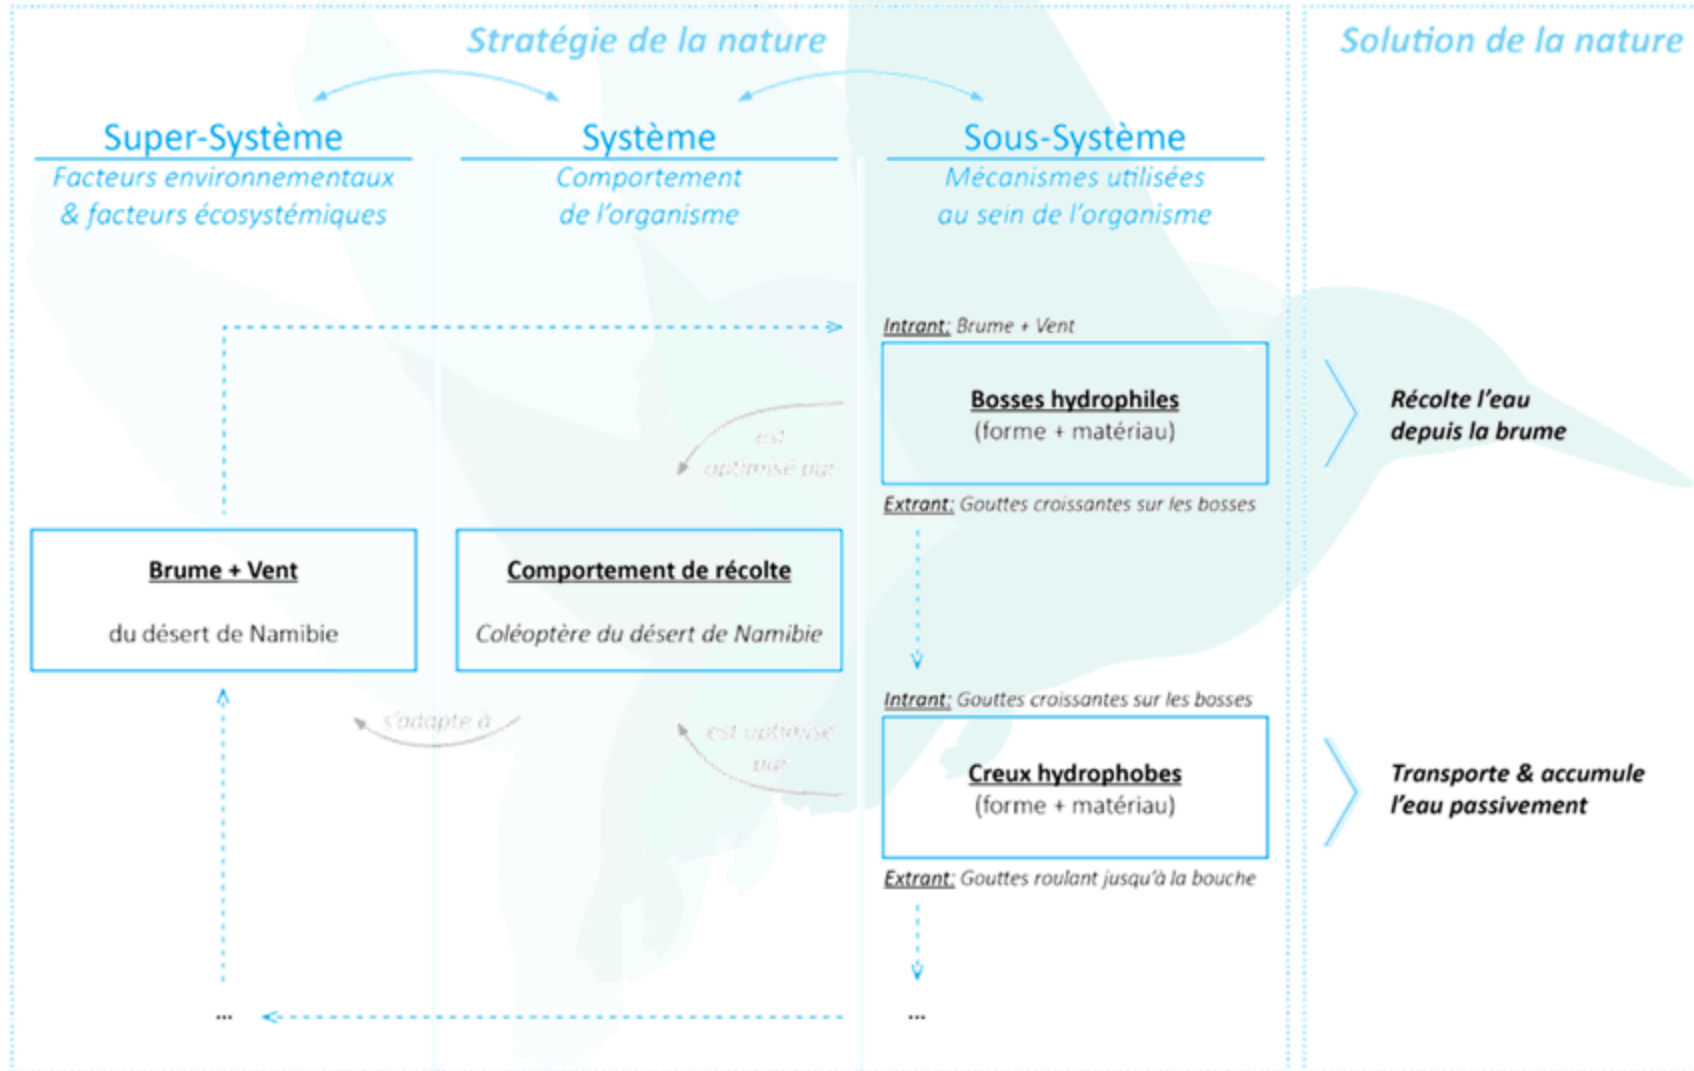 Stratégie de la nature
Solution de la nature
Super-Système
Facteurs environnementaux
& facteurs écosystémiques
Système
Comportement
de l'organisme
Sous-Système
Mécanismes utilisées
au sein de l'organisme
Intrant: Brume + Vent
Bosses hydrophiles
(forme + matériau)
Extrant: Gouttes croissantes sur les bosses
Récolte l'eau
depuis la brume
est
optimisé par
Brume + Vent
du désert de Namibie
Comportement de récolte
Coléoptère du désert de Namibie
s'adapte à
est optimisé
par
Intrant: Gouttes croissantes sur les bosses
Creux hydrophobes
(forme + matériau)
Extrant: Gouttes roulant jusqu'à la bouche
Transporte & accumule
l'eau passivement
...
...